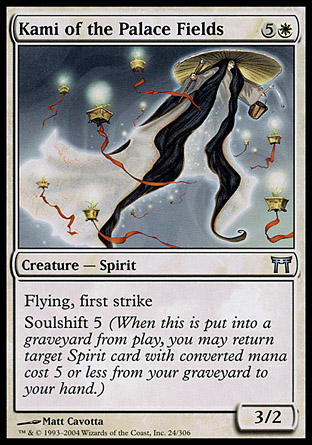 Kami of the Palace Fields 5
Creature — Spirit
Flying, first strike
Soulshift 5 (When this is put into a
graveyard from play, you may return
target Spirit card with converted mana
cost 5 or less from your graveyard to
your hand.)
Matt Cavotta
™ & © 1993–2004 Wizards of the Coast, Inc. 24/306
3/2